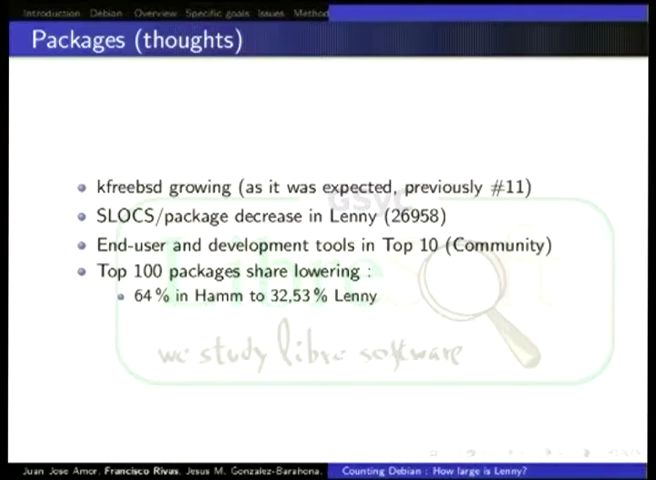 Introduction Debian Overview Specific goals Issues Method
Packages (thoughts)
kfreebsd growing (as it was expected, previously #11)
GSyC
SLOCS/package decrease in Lenny (26958)
End-user and development tools in Top 10 (Community)
Top 100 packages share lowering :
64 % in Hamm to 32,53 % Lenny
LibreSoft
we study libre software
Juan Jose Amor, Francisco Rivas, Jesus M. Gonzalez-Barahona. Counting Debian : How large is Lenny?